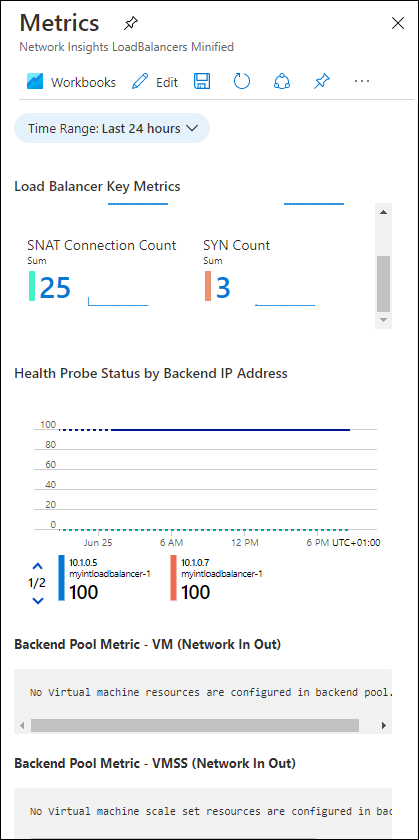 Metrics
Network Insights LoadBalancers Minified
Workbooks Edit ...
Time Range: Last 24 hours
Load Balancer Key Metrics
SNAT Connection Count SYN Count
Sum Sum
25 3
Health Probe Status by Backend IP Address
100
80
60
40
20
0
Jun 25 6 AM 12 PM 6 PM UTC+01:00
10.1.0.5 10.1.0.7
myintloadbalancer-1 myintloadbalancer-1
1/2 100 100
Backend Pool Metric - VM (Network In Out)
No Virtual machine resources are configured in backend pool.
Backend Pool Metric - VMSS (Network In Out)
No Virtual machine scale set resources are configured in bac